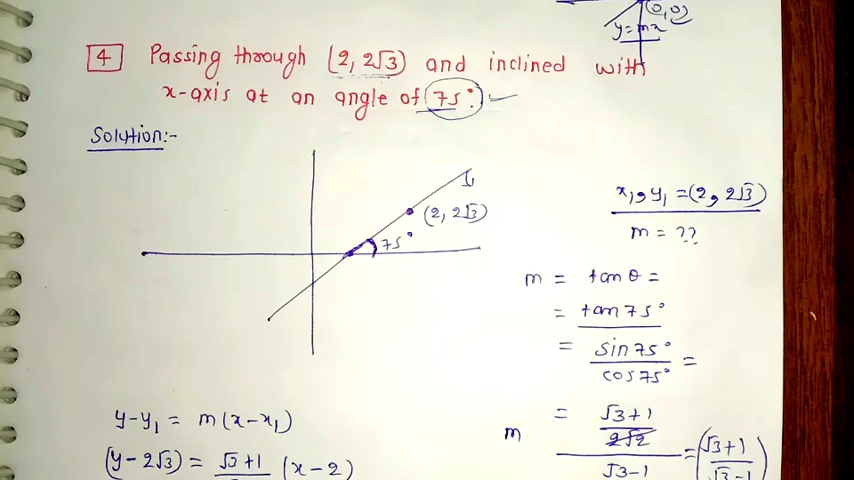 (0,0)
y=mx
4 Passing through (2, 2√3) and inclined with
x-axis at an angle of 75°.
Solution:-
L
(2, 2√3)
75°
x₁, y₁ = (2, 2√3)
m = ??
m = tan θ =
= tan 75°
= sin 75° / cos 75° =
m = (√3+1 / 2√2) / √3-1 = (√3+1 / √3-1)
y-y₁ = m(x-x₁)
(y-2√3) = √3+1 (x-2)